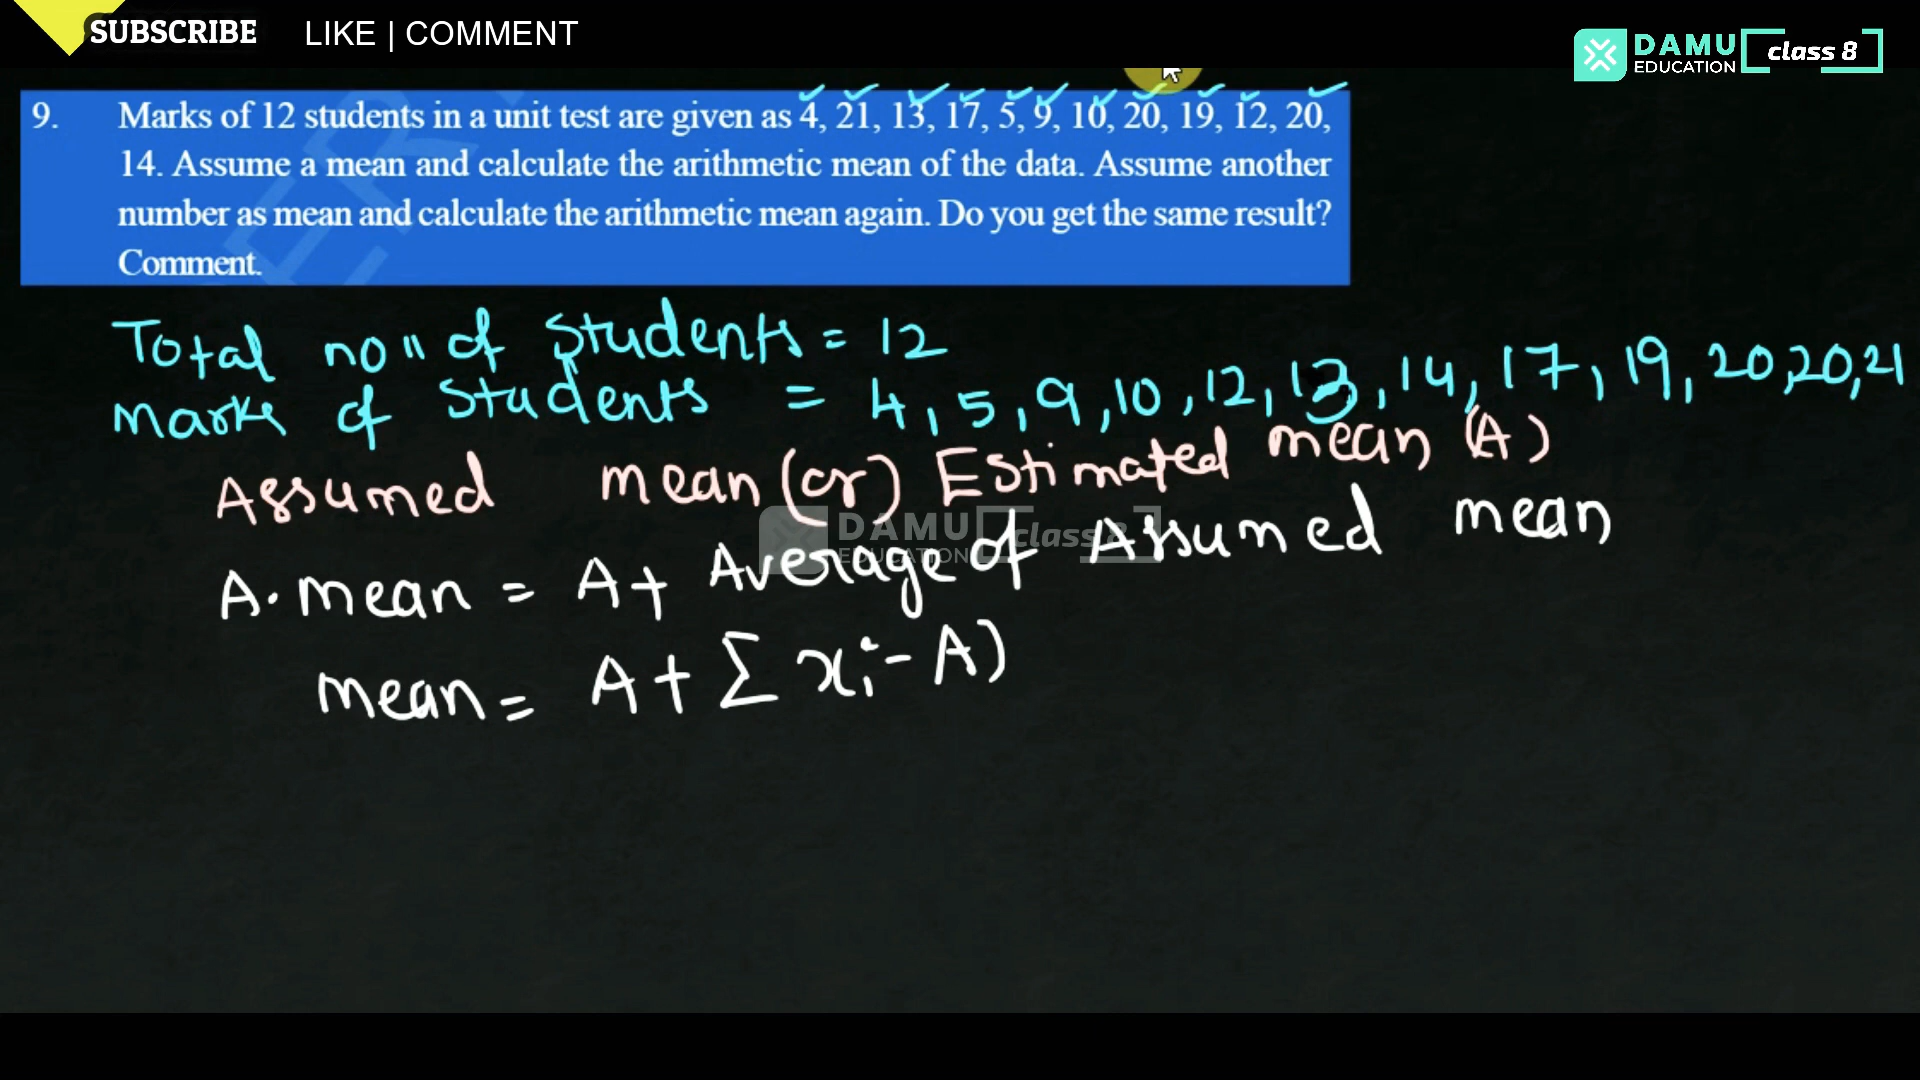 SUBSCRIBE LIKE | COMMENT
DAMU EDUCATION class 8
9. Marks of 12 students in a unit test are given as 4, 21, 13, 17, 5, 9, 10, 20, 19, 12, 20,
14. Assume a mean and calculate the arithmetic mean of the data. Assume another
number as mean and calculate the arithmetic mean again. Do you get the same result?
Comment.
Total no" of Students = 12
marks of students = 4, 5, 9, 10, 12, 13, 14, 17, 19, 20, 20, 21
Assumed mean (or) Estimated mean (A)
DAMU EDUCATION class 8
A. mean = A + Average of Assumed mean
mean = A + Σ xi - A)